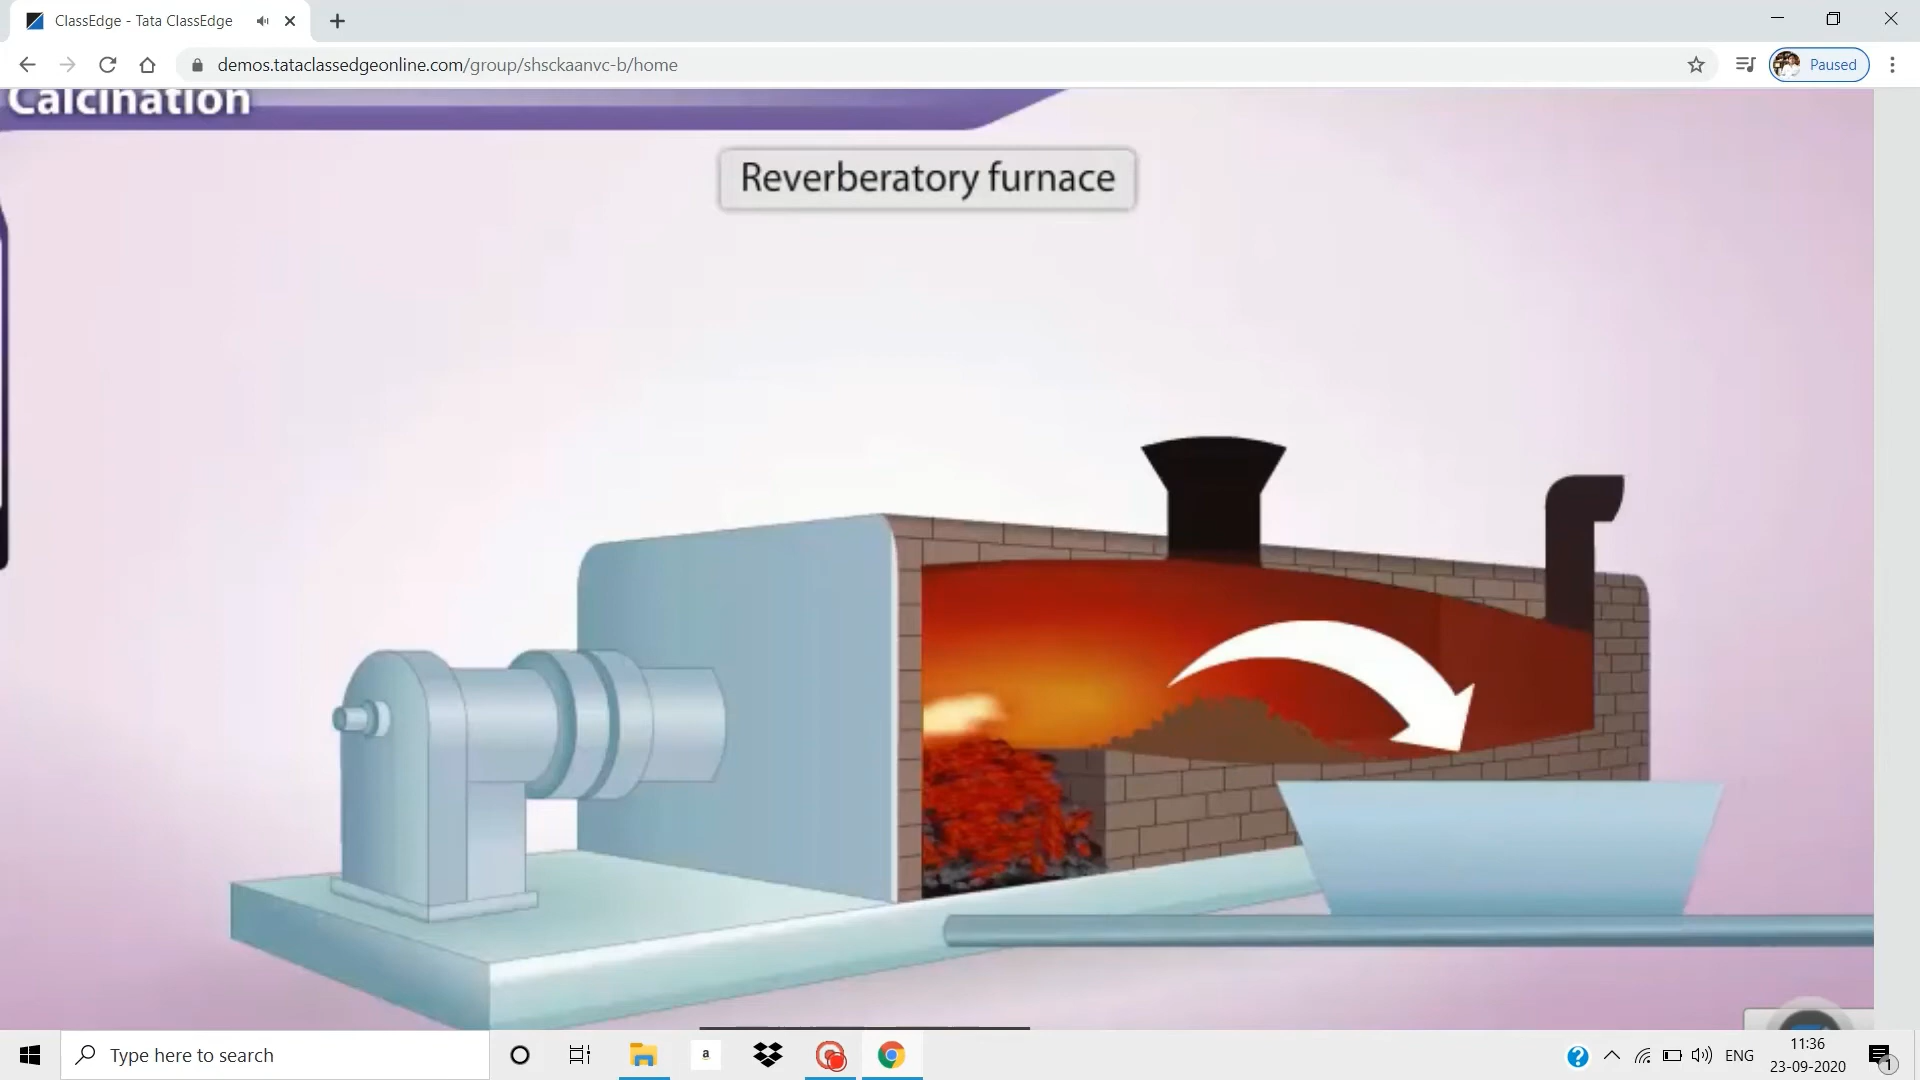 ClassEdge - Tata ClassEdge
demos.tataclassedgeonline.com/group/shsckaanvc-b/home
Paused
Calcination
Reverberatory furnace
Type here to search
a
ENG
11:36
23-09-2020
1